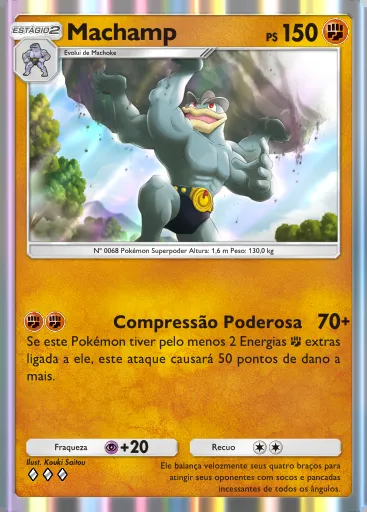 ESTÁGIO 2 Machamp PS 150
Evolui de Machoke
Nº 0068 Pokémon Superpoder Altura: 1,6 m Peso: 130,0 kg
Compressão Poderosa 70+
Se este Pokémon tiver pelo menos 2 Energias extras
ligada a ele, este ataque causará 50 pontos de dano a
mais.
Fraqueza +20 Recuo
Ilust. Kouki Saitou
Ele balança velozmente seus quatro braços para
atingir seus oponentes com socos e pancadas
incessantes de todos os ângulos.